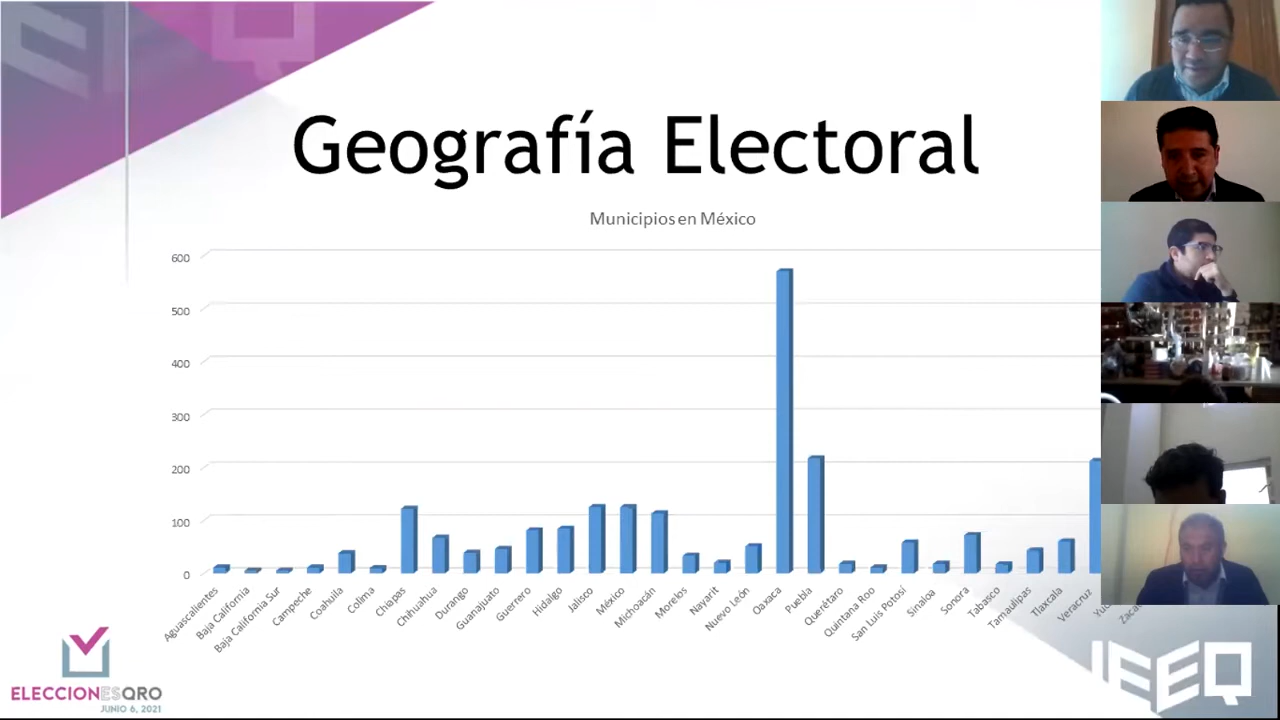 Geografía Electoral
Municipios en México
600
500
400
300
200
100
0
Aguascalientes
Baja California
Baja California Sur
Campeche
Coahuila
Colima
Chiapas
Chihuahua
Durango
Guanajuato
Guerrero
Hidalgo
Jalisco
México
Michoacán
Morelos
Nayarit
Nuevo León
Oaxaca
Puebla
Querétaro
Quintana Roo
San Luis Potosí
Sinaloa
Sonora
Tabasco
Tamaulipas
Tlaxcala
Veracruz
ELECCIONESQRO
JUNIO 6, 2021
IEEQ